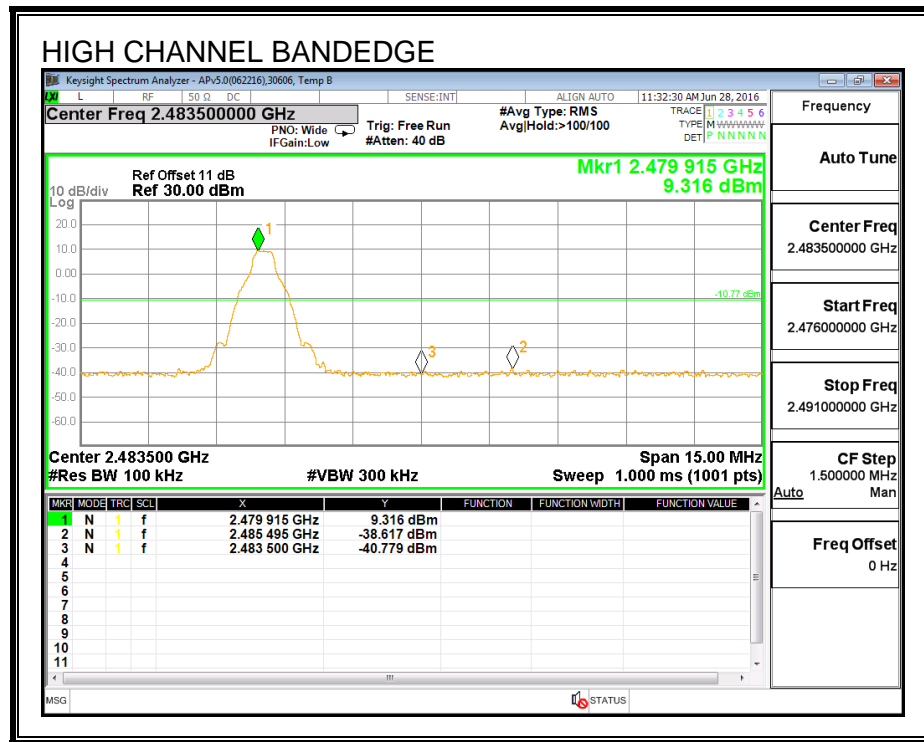 HIGH CHANNEL BANDEDGE
Keysight Spectrum Analyzer - APv5.0(062216),30606, Temp B
LXI L RF 50 Ω DC SENSE:INT ALIGN AUTO 11:32:30 AM Jun 28, 2016
Center Freq 2.483500000 GHz
PNO: Wide
IFGain:Low
Trig: Free Run
#Atten: 40 dB
#Avg Type: RMS
Avg|Hold:>100/100
TRACE 1 2 3 4 5 6
TYPE M WWWWW
DET P N N N N N
Mkr1 2.479 915 GHz
9.316 dBm
Ref Offset 11 dB
10 dB/div Ref 30.00 dBm
Log
20.0
10.0
0.00
-10.0
-20.0
-30.0
-40.0
-50.0
-60.0
1
-10.77 dBm
3
2
Center 2.483500 GHz Span 15.00 MHz
#Res BW 100 kHz #VBW 300 kHz Sweep 1.000 ms (1001 pts)
MKR MODE TRC SCL X Y FUNCTION FUNCTION WIDTH FUNCTION VALUE
1 N 1 f 2.479 915 GHz 9.316 dBm
2 N 1 f 2.485 495 GHz -38.617 dBm
3 N 1 f 2.483 500 GHz -40.779 dBm
4
5
6
7
8
9
10
11
MSG STATUS
Frequency
Auto Tune
Center Freq
2.483500000 GHz
Start Freq
2.476000000 GHz
Stop Freq
2.491000000 GHz
CF Step
1.500000 MHz
Auto Man
Freq Offset
0 Hz